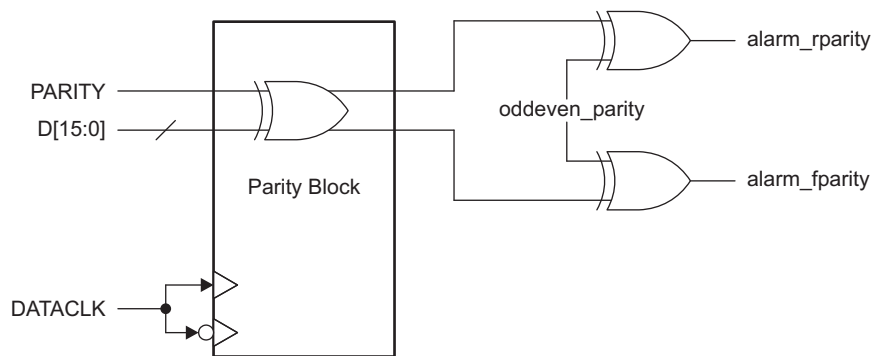 alarm_rparity
PARITY
oddeven_parity
D[15:0]
Parity Block
alarm_fparity
DATACLK